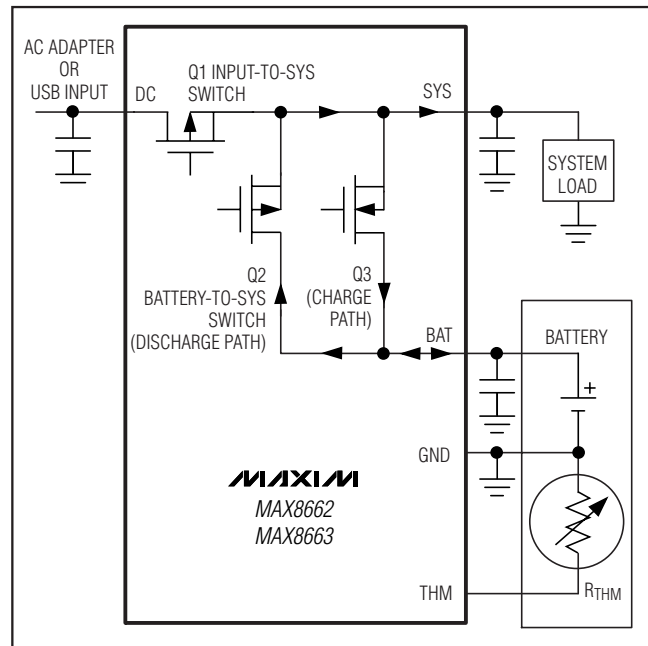 AC ADAPTER
OR
USB INPUT
DC
Q1 INPUT-TO-SYS
SWITCH
SYS
SYSTEM
LOAD
Q2
BATTERY-TO-SYS
SWITCH
(DISCHARGE PATH)
Q3
(CHARGE
PATH)
BAT
BATTERY
+
GND
MAXIM
MAX8662
MAX8663
THM
RTHM